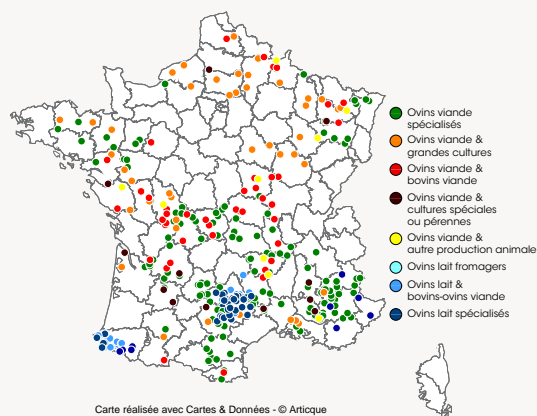 Ovins viande
spécialisés
Ovins viande &
grandes cultures
Ovins viande &
bovins viande
Ovins viande &
cultures spéciales
ou pérennes
Ovins viande &
autre production animale
Ovins lait fromagers
Ovins lait &
bovins-ovins viande
Ovins lait spécialisés
Carte réalisée avec Cartes & Données - © Articque